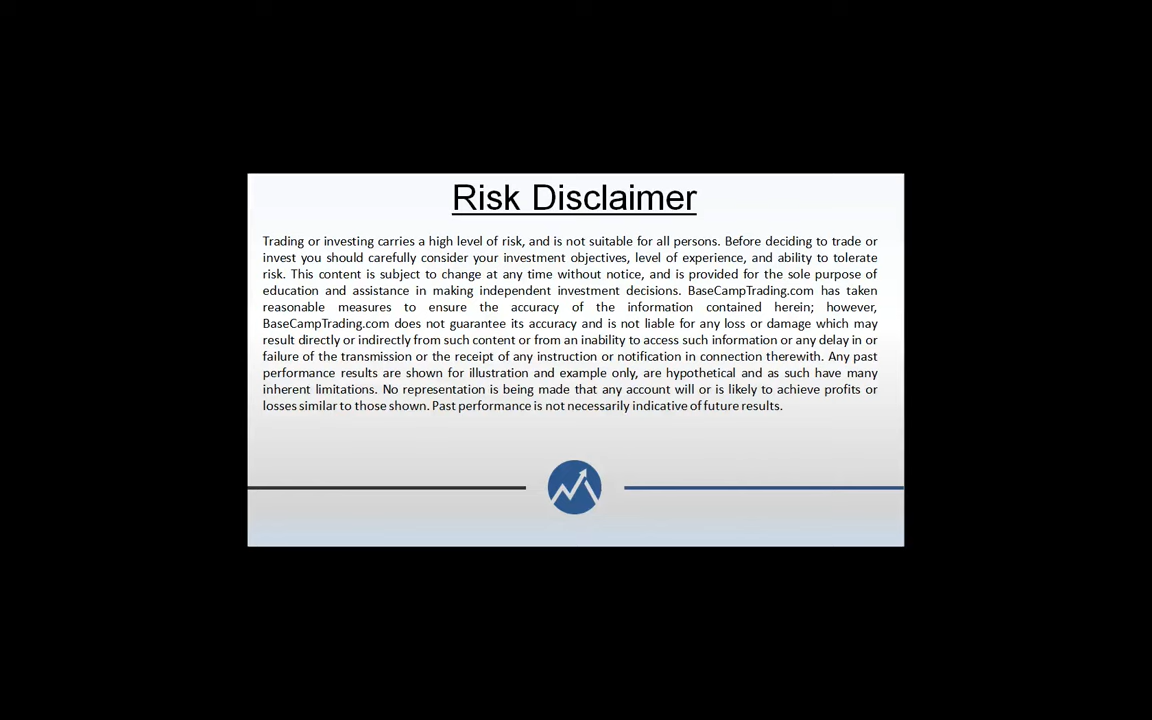 Risk Disclaimer
Trading or investing carries a high level of risk, and is not suitable for all persons. Before deciding to trade or
invest you should carefully consider your investment objectives, level of experience, and ability to tolerate
risk. This content is subject to change at any time without notice, and is provided for the sole purpose of
education and assistance in making independent investment decisions. BaseCampTrading.com has taken
reasonable measures to ensure the accuracy of the information contained herein; however,
BaseCampTrading.com does not guarantee its accuracy and is not liable for any loss or damage which may
result directly or indirectly from such content or from an inability to access such information or any delay in or
failure of the transmission or the receipt of any instruction or notification in connection therewith. Any past
performance results are shown for illustration and example only, are hypothetical and as such have many
inherent limitations. No representation is being made that any account will or is likely to achieve profits or
losses similar to those shown. Past performance is not necessarily indicative of future results.